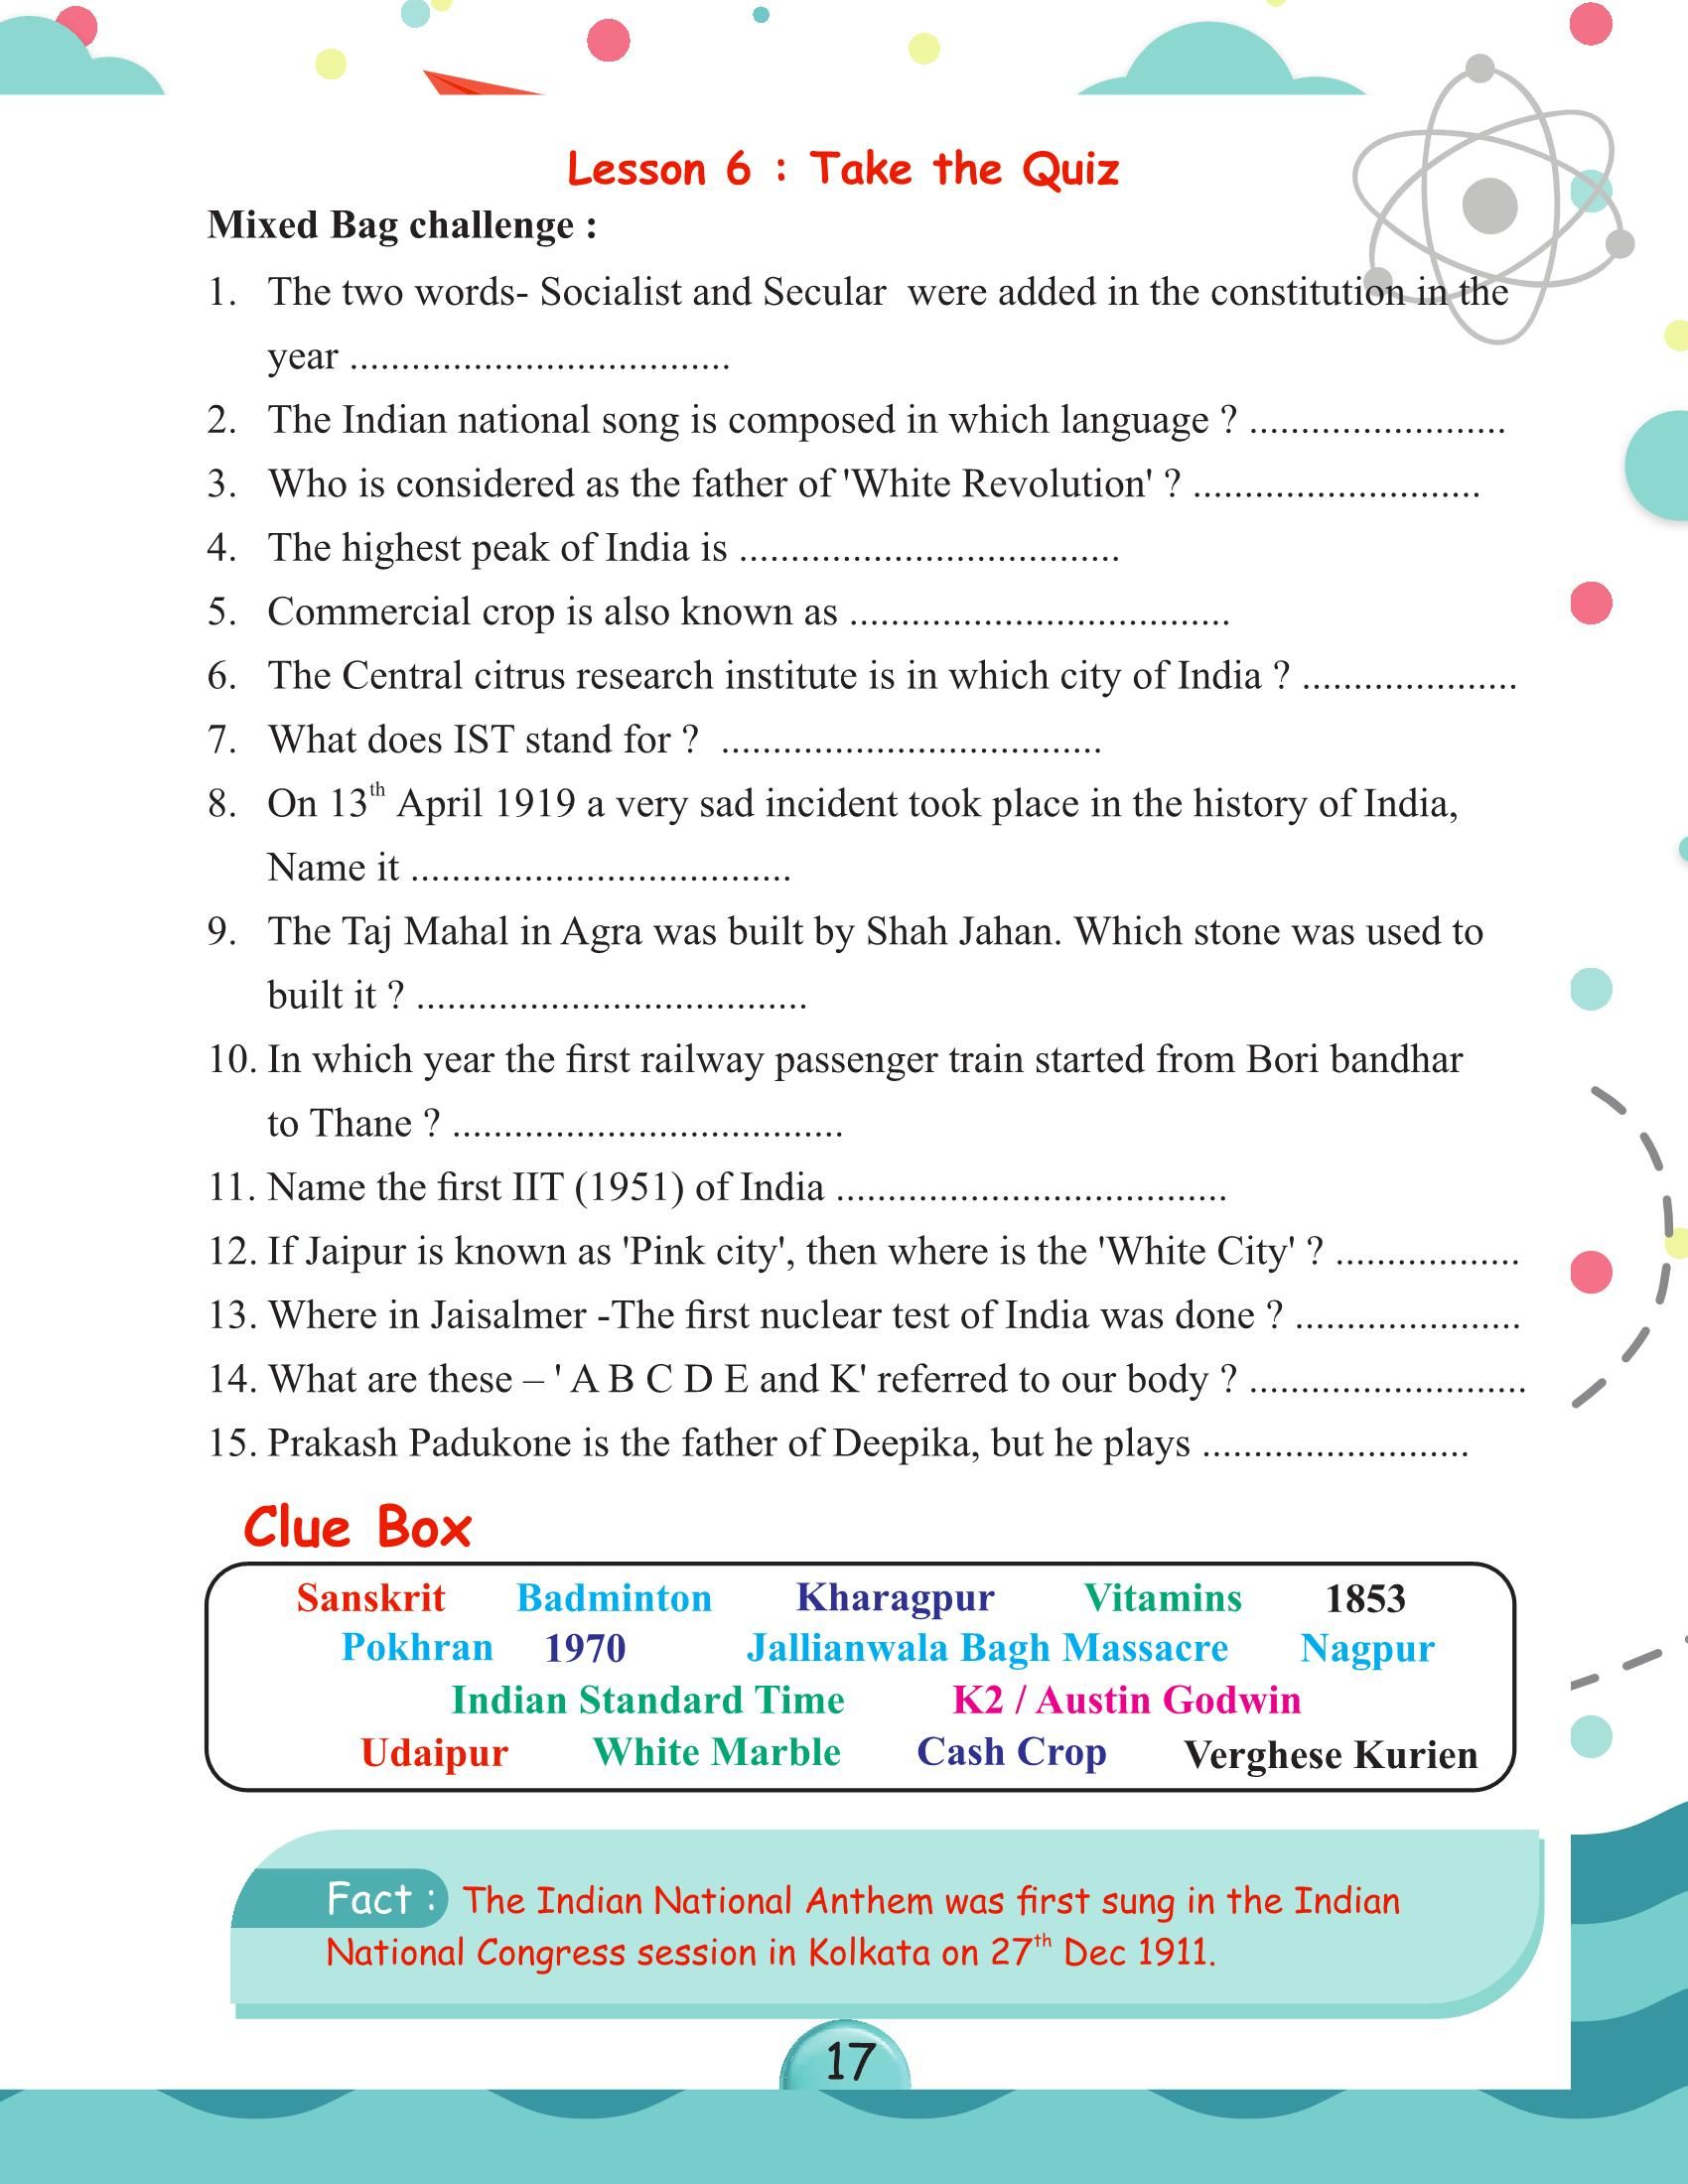 Lesson 6 : Take the Quiz
Mixed Bag challenge :
1. The two words- Socialist and Secular were added in the constitution in the
year .....................................
2. The Indian national song is composed in which language ? .........................
3. Who is considered as the father of 'White Revolution' ? ............................
4. The highest peak of India is .....................................
5. Commercial crop is also known as .....................................
6. The Central citrus research institute is in which city of India ? .....................
7. What does IST stand for ? .....................................
8. On 13th April 1919 a very sad incident took place in the history of India,
Name it .....................................
9. The Taj Mahal in Agra was built by Shah Jahan. Which stone was used to
built it ? ......................................
10. In which year the first railway passenger train started from Bori bandhar
to Thane ? ......................................
11. Name the first IIT (1951) of India ......................................
12. If Jaipur is known as 'Pink city', then where is the 'White City' ? ..................
13. Where in Jaisalmer -The first nuclear test of India was done ? ......................
14. What are these – ' A B C D E and K' referred to our body ? ...........................
15. Prakash Padukone is the father of Deepika, but he plays ..........................
Clue Box
Sanskrit Badminton Kharagpur Vitamins 1853
Pokhran 1970 Jallianwala Bagh Massacre Nagpur
Indian Standard Time K2 / Austin Godwin
Udaipur White Marble Cash Crop Verghese Kurien
Fact : The Indian National Anthem was first sung in the Indian
National Congress session in Kolkata on 27th Dec 1911.
17